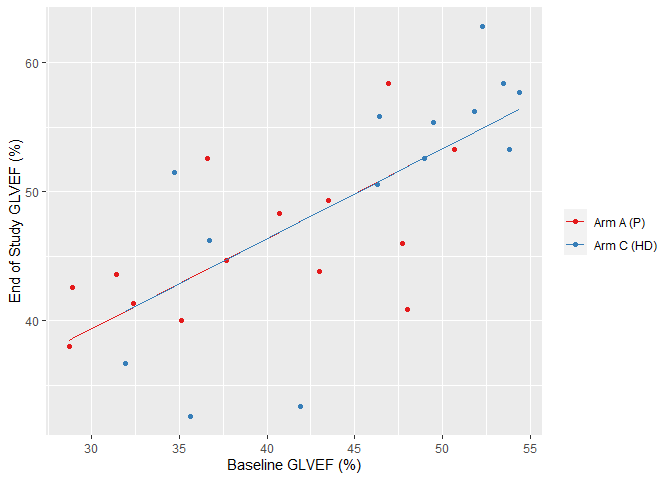 60
50
40
30
35
40
45
50
55
End of Study GLVEF (%)
Baseline GLVEF (%)
Arm A (P)
Arm C (HD)